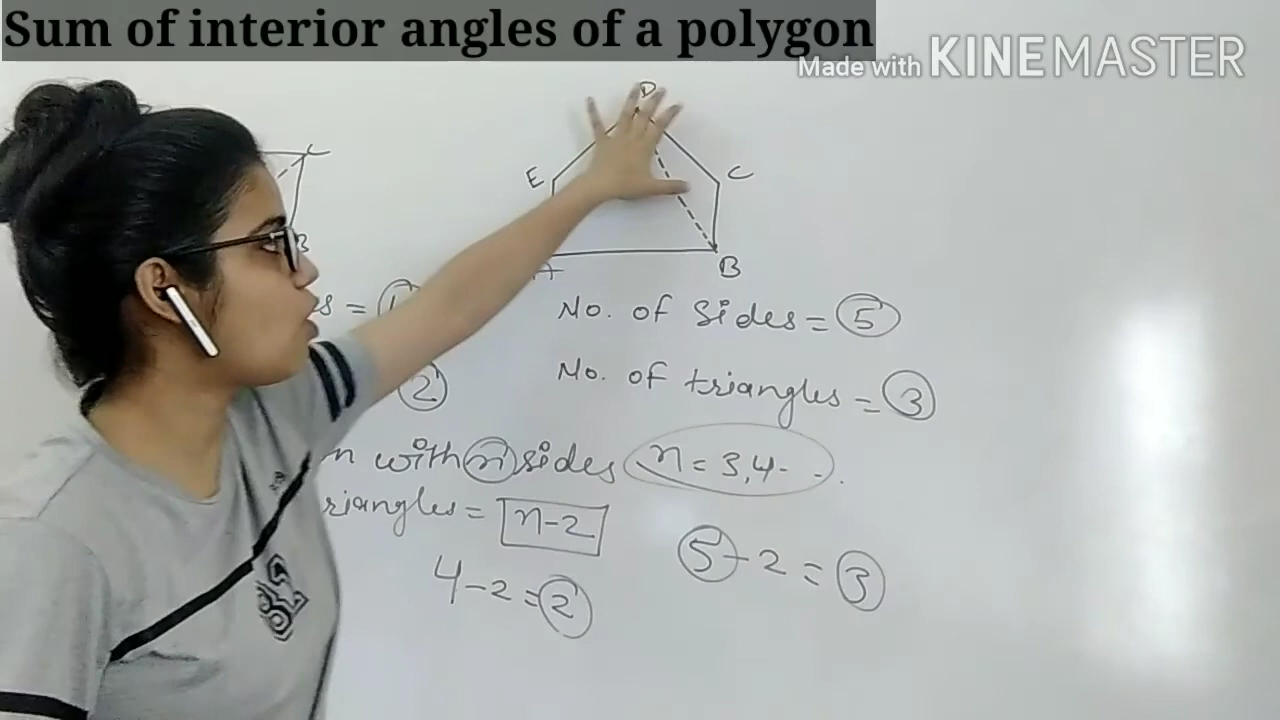 Sum of interior angles of a polygon
Made with KINEMASTER
D
E
C
C
B
A
B
No. of Sides = 5
2
No. of triangles = 3
with n sides n = 3,4- - .
riangles = n-2
4-2=2
5-2=3